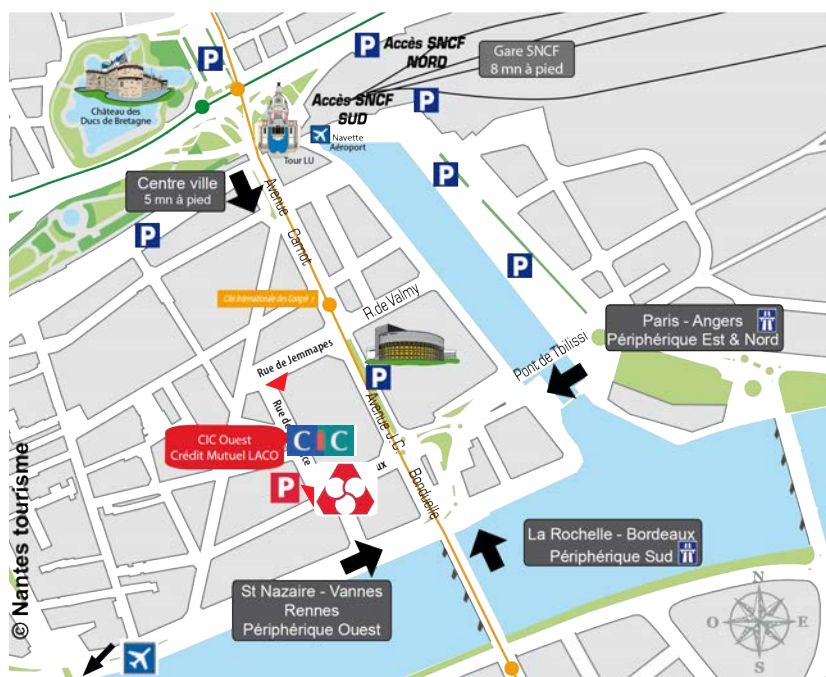 P
P
Accès SNCF
NORD
Gare SNCF
8 mn à pied
Château des
Ducs de Bretagne
Accès SNCF
SUD
P
Navette
Aéroport
Tour LU
Centre ville
5 mn à pied
P
P
P
Avenue Carnot
Cité Internationale des Congrès
R.de Valmy
Paris - Angers
Périphérique Est & Nord
Pont de Tbilissi
Rue de Jemmapes
P
Rue de
Avenue J.C. Bonduelle
CIC Ouest
Crédit Mutuel LACO
CIC
P
La Rochelle - Bordeaux
Périphérique Sud
St Nazaire - Vannes
Rennes
Périphérique Ouest
N
O
E
S
© Nantes tourisme